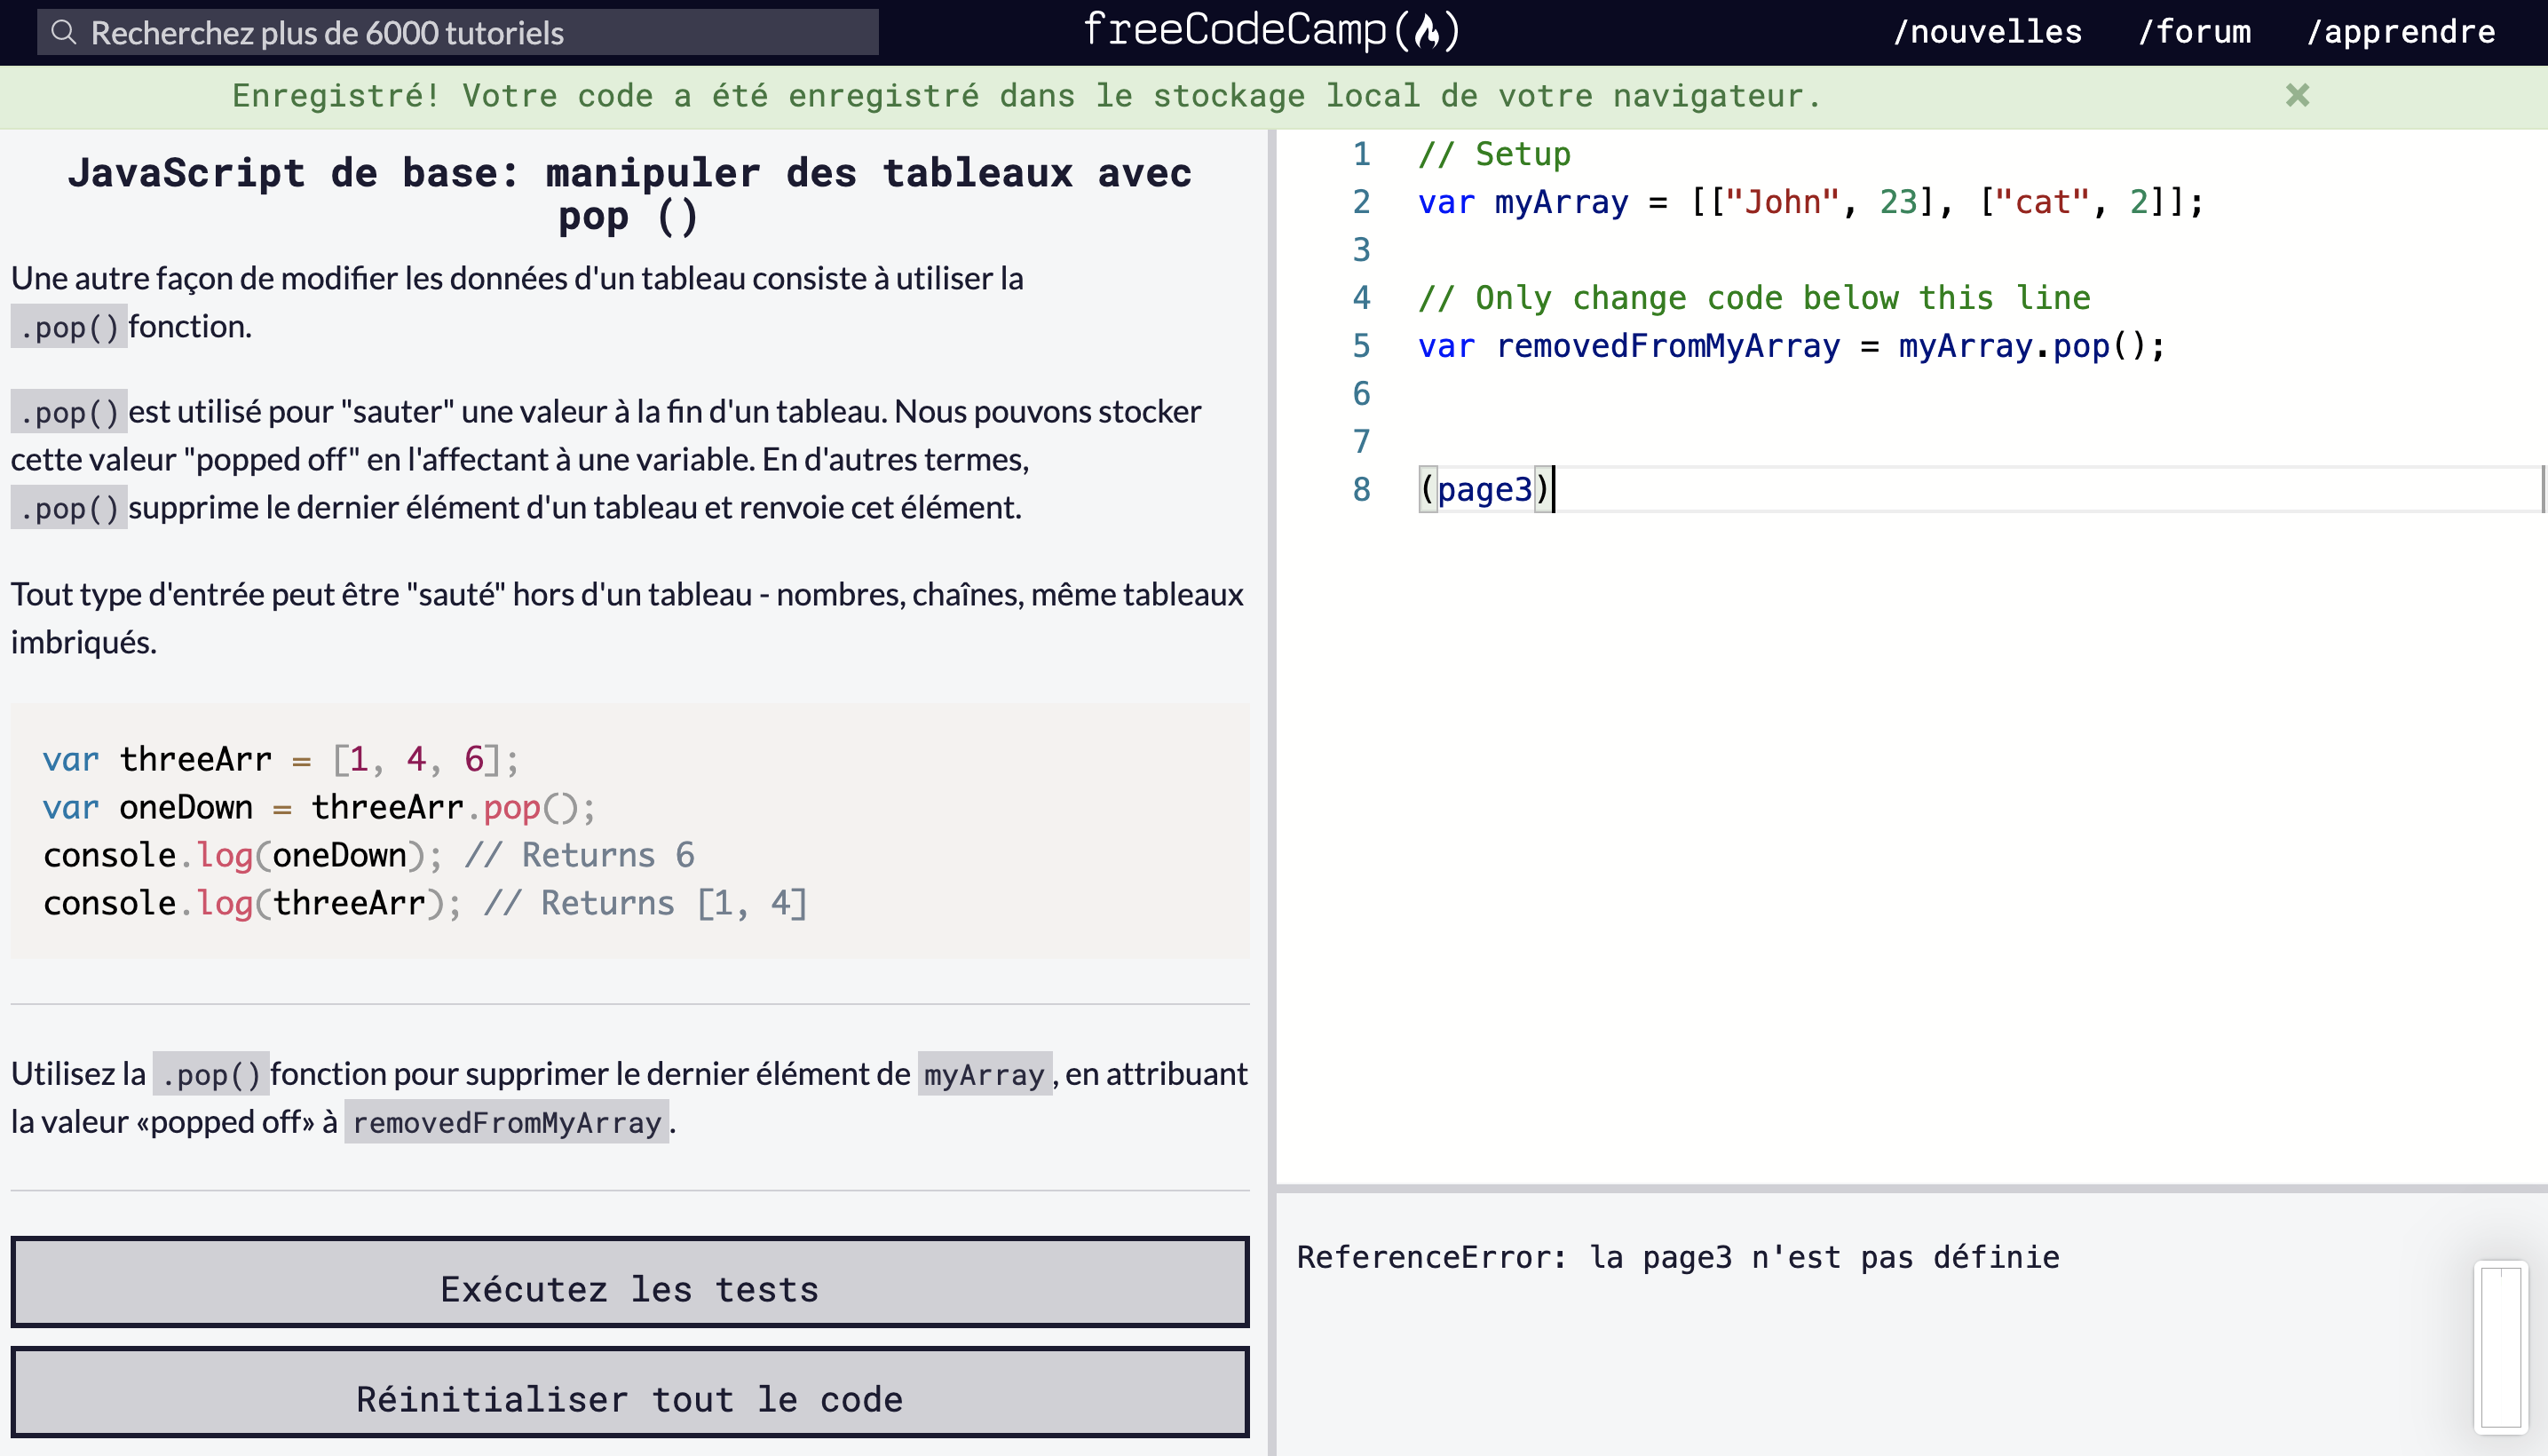 Recherchez plus de 6000 tutoriels
freeCodeCamp
/nouvelles /forum /apprendre
Enregistré! Votre code a été enregistré dans le stockage local de votre navigateur. ×
JavaScript de base: manipuler des tableaux avec
pop ()
Une autre façon de modifier les données d'un tableau consiste à utiliser la
.pop() fonction.
.pop() est utilisé pour "sauter" une valeur à la fin d'un tableau. Nous pouvons stocker
cette valeur "popped off" en l'affectant à une variable. En d'autres termes,
.pop() supprime le dernier élément d'un tableau et renvoie cet élément.
Tout type d'entrée peut être "sauté" hors d'un tableau - nombres, chaînes, même tableaux
imbriqués.
var threeArr = [1, 4, 6];
var oneDown = threeArr.pop();
console.log(oneDown); // Returns 6
console.log(threeArr); // Returns [1, 4]
Utilisez la .pop() fonction pour supprimer le dernier élément de myArray, en attribuant
la valeur «popped off» à removedFromMyArray.
Exécutez les tests
Réinitialiser tout le code
1 // Setup
2 var myArray = [["John", 23], ["cat", 2]];
3
4 // Only change code below this line
5 var removedFromMyArray = myArray.pop();
6
7
8 (page3)
ReferenceError: la page3 n'est pas définie